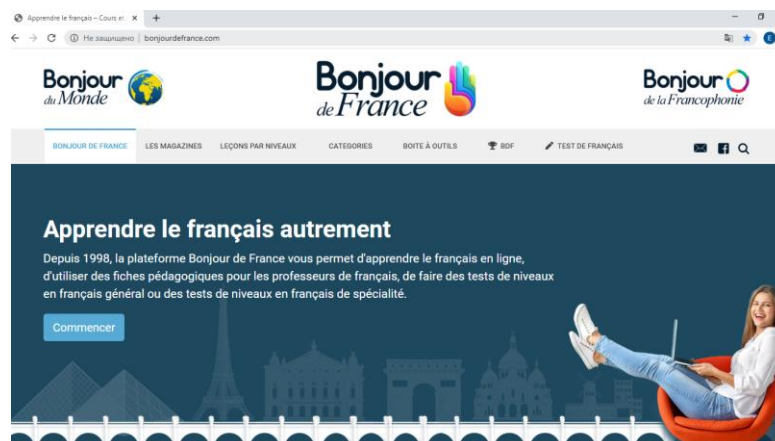 Apprendre le français – Cours et
Не защищено | bonjourdefrance.com
Bonjour
du Monde
Bonjour
de France
Bonjour
de la Francophonie
BONJOUR DE FRANCE
LES MAGAZINES
LEÇONS PAR NIVEAUX
CATEGORIES
BOITE À OUTILS
BDF
TEST DE FRANÇAIS
Apprendre le français autrement
Depuis 1998, la plateforme Bonjour de France vous permet d'apprendre le français en ligne,
d'utiliser des fiches pédagogiques pour les professeurs de français, de faire des tests de niveaux
en français général ou des tests de niveaux en français de spécialité.
Commencer